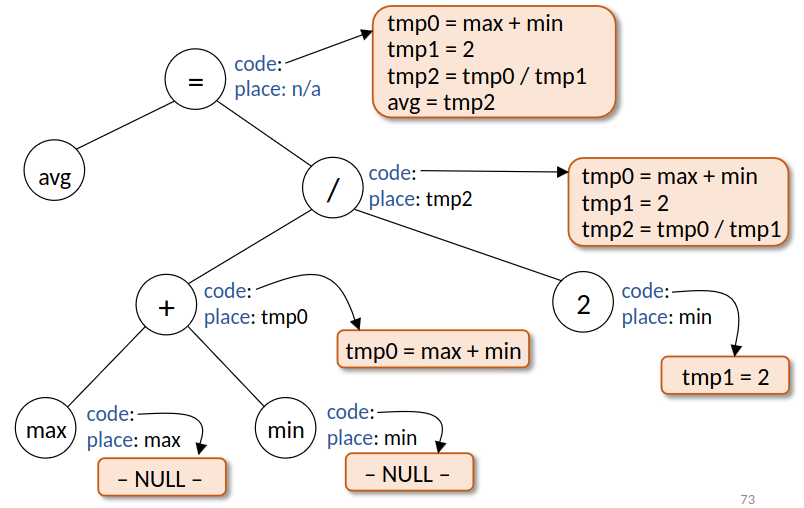 tmp0 = max + min
tmp1 = 2
tmp2 = tmp0 / tmp1
avg = tmp2
=
code:
place: n/a
avg
/
code:
place: tmp2
tmp0 = max + min
tmp1 = 2
tmp2 = tmp0 / tmp1
+
code:
place: tmp0
tmp0 = max + min
2
code:
place: min
tmp1 = 2
max
code:
place: max
– NULL –
min
code:
place: min
– NULL –
73